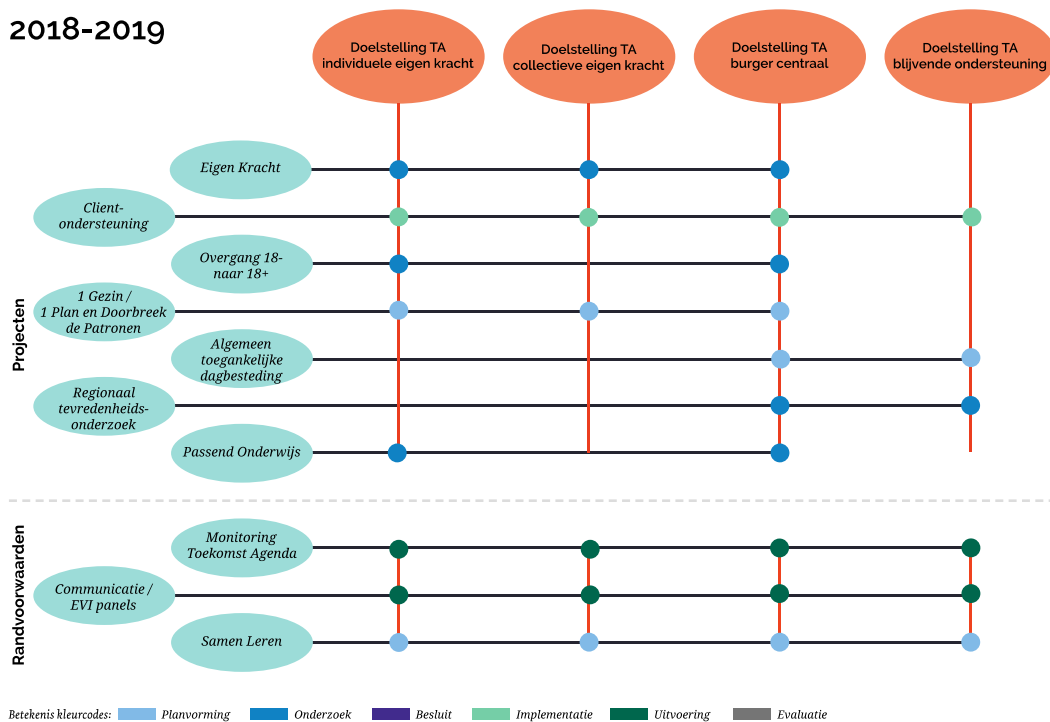 2018-2019
Doelstelling TA
individuele eigen kracht
Doelstelling TA
collectieve eigen kracht
Doelstelling TA
burger centraal
Doelstelling TA
blijvende ondersteuning
Projecten
Eigen Kracht
Client-
ondersteuning
Overgang 18-
naar 18+
1 Gezin /
1 Plan en Doorbreek
de Patronen
Algemeen
toegankelijke
dagbesteding
Regionaal
tevredenheids-
onderzoek
Passend Onderwijs
Randvoorwaarden
Monitoring
Toekomst Agenda
Communicatie /
EVI panels
Samen Leren
Betekenis kleurcodes: Planvorming Onderzoek Besluit Implementatie Uitvoering Evaluatie